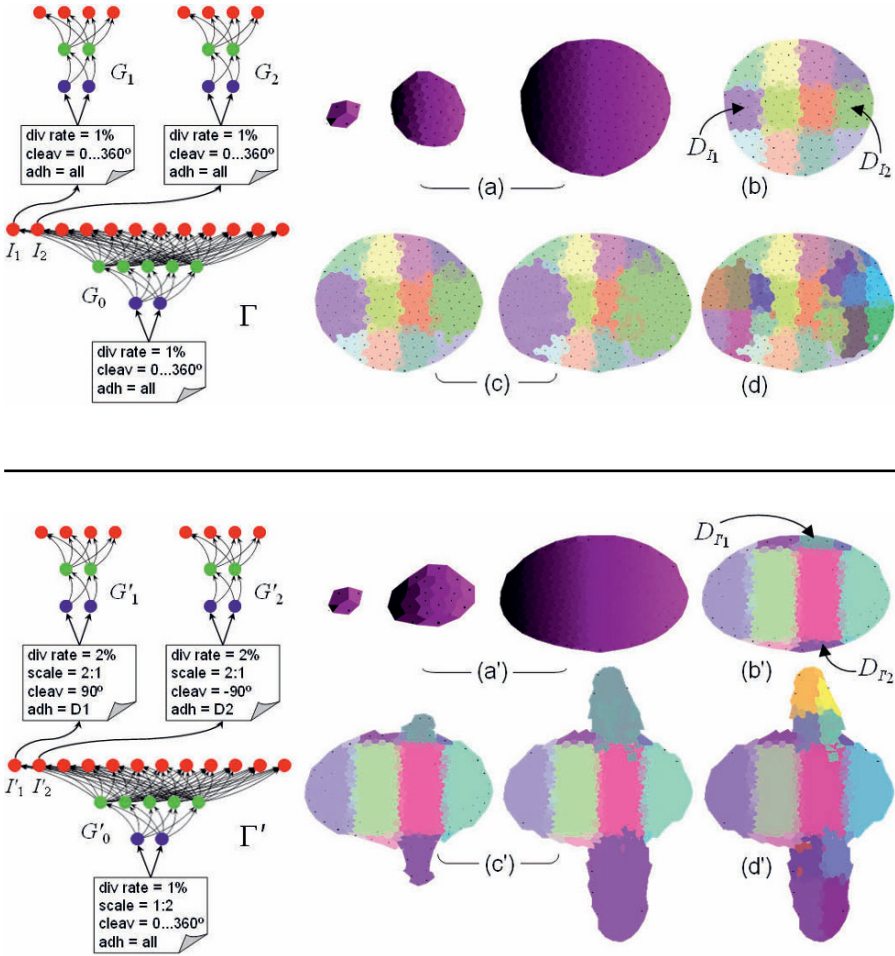 G1
G2
div rate = 1%
cleav = 0...360º
adh = all
div rate = 1%
cleav = 0...360º
adh = all
I1 I2
G0
Γ
div rate = 1%
cleav = 0...360º
adh = all
(a)
DI1
DI2
(b)
(c)
(d)
G'1
G'2
div rate = 2%
scale = 2:1
cleav = 90º
adh = D1
div rate = 2%
scale = 2:1
cleav = -90º
adh = D2
I'1 I'2
G'0
Γ'
div rate = 1%
scale = 1:2
cleav = 0...360º
adh = all
(a')
DI'1
(b')
DI'2
(c')
(d')